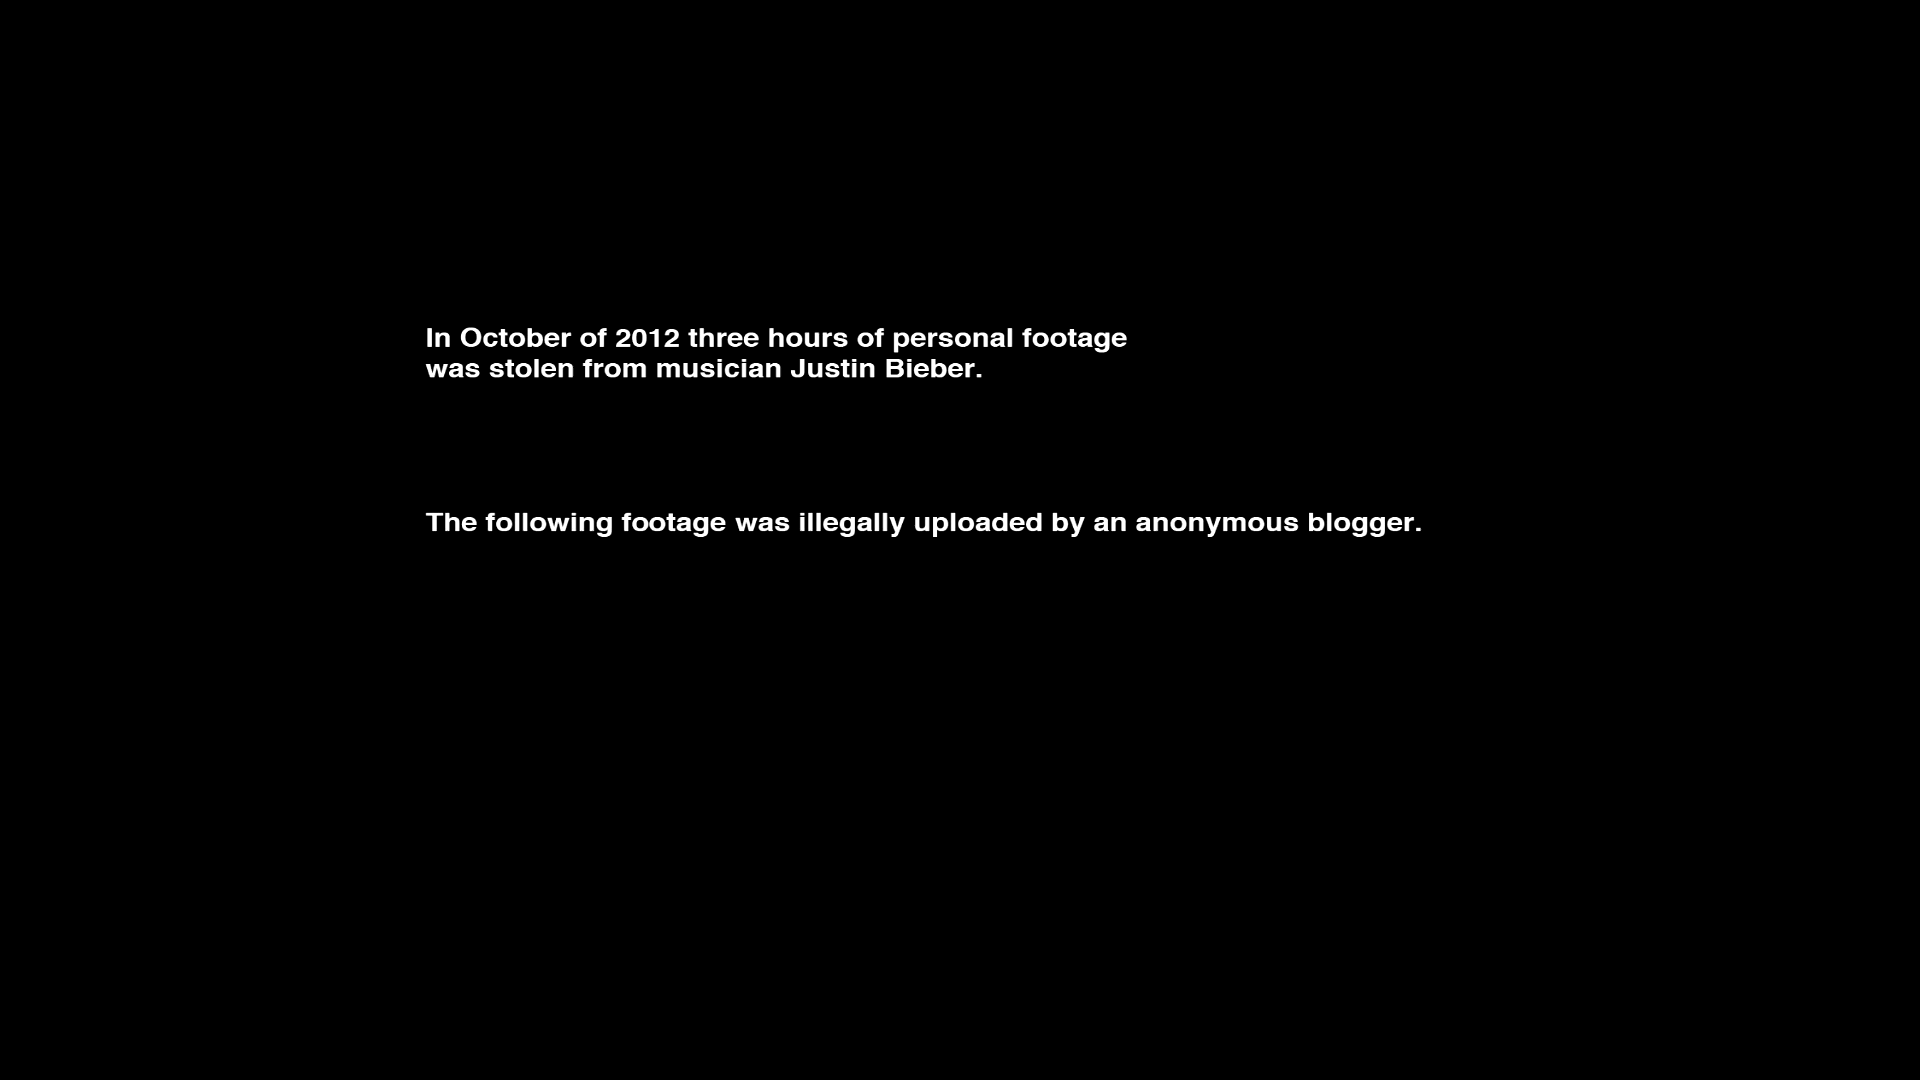 In October of 2012 three hours of personal footage
was stolen from musician Justin Bieber.
The following footage was illegally uploaded by an anonymous blogger.